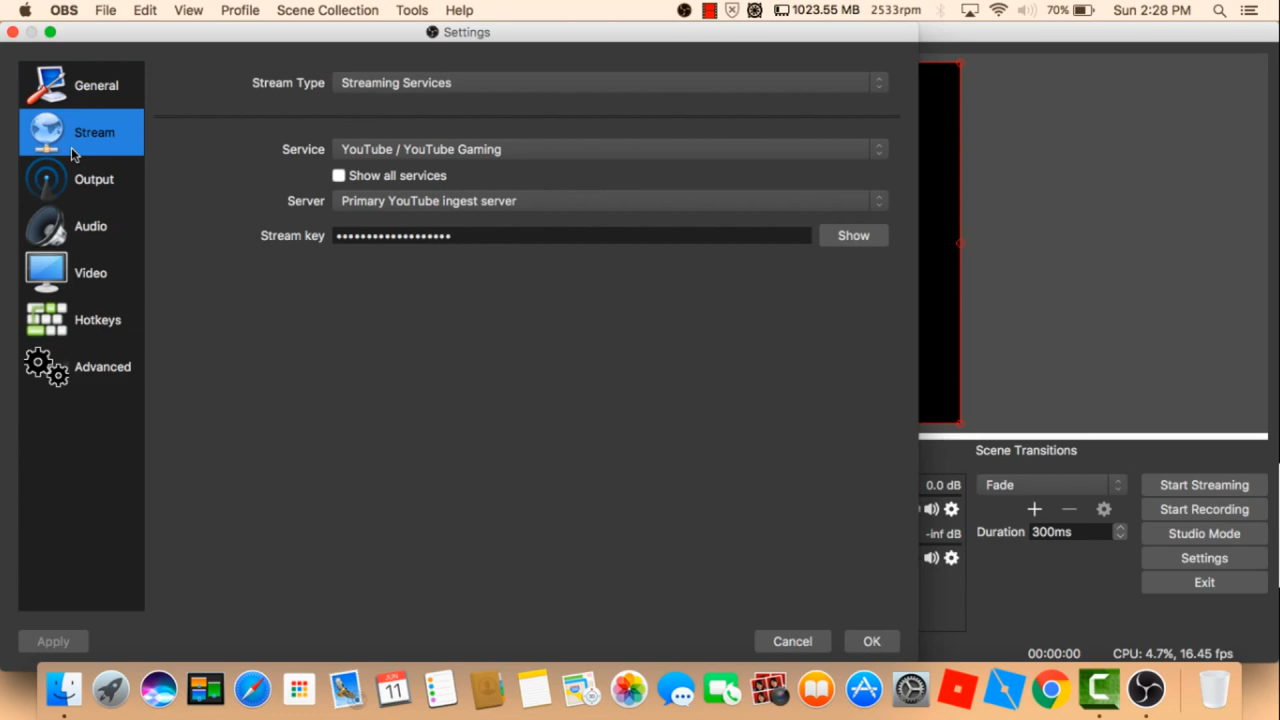 OBS File Edit View Profile Scene Collection Tools Help 1023.55 MB 2533rpm 70% Sun 2:28 PM
Settings
General
Stream
Output
Audio
Video
Hotkeys
Advanced
Stream Type Streaming Services
Service YouTube / YouTube Gaming
Show all services
Server Primary YouTube ingest server
Stream key ••••••••••••••••••• Show
Apply Cancel OK
0.0 dB
-inf dB
Scene Transitions
Fade
Duration 300ms
Start Streaming
Start Recording
Studio Mode
Settings
Exit
00:00:00 CPU: 4.7%, 16.45 fps
JUN
11